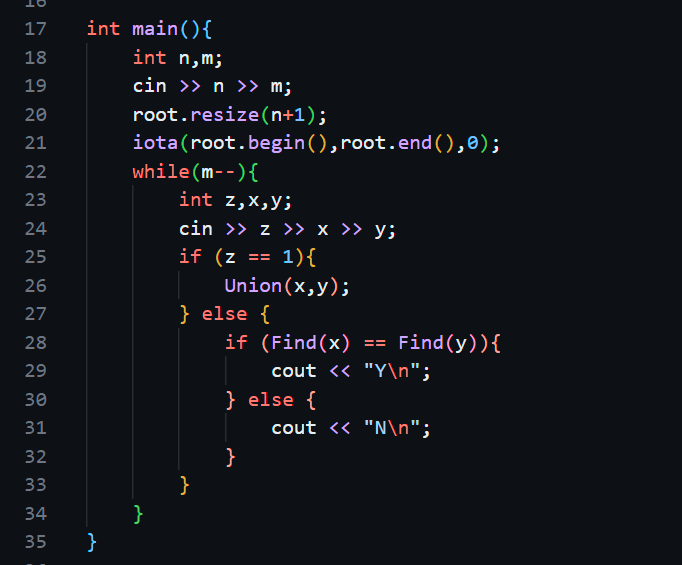 17 int main(){
18 int n,m;
19 cin >> n >> m;
20 root.resize(n+1);
21 iota(root.begin(),root.end(),0);
22 while(m--){
23 int z,x,y;
24 cin >> z >> x >> y;
25 if (z == 1){
26 Union(x,y);
27 } else {
28 if (Find(x) == Find(y)){
29 cout << "Y\n";
30 } else {
31 cout << "N\n";
32 }
33 }
34 }
35 }